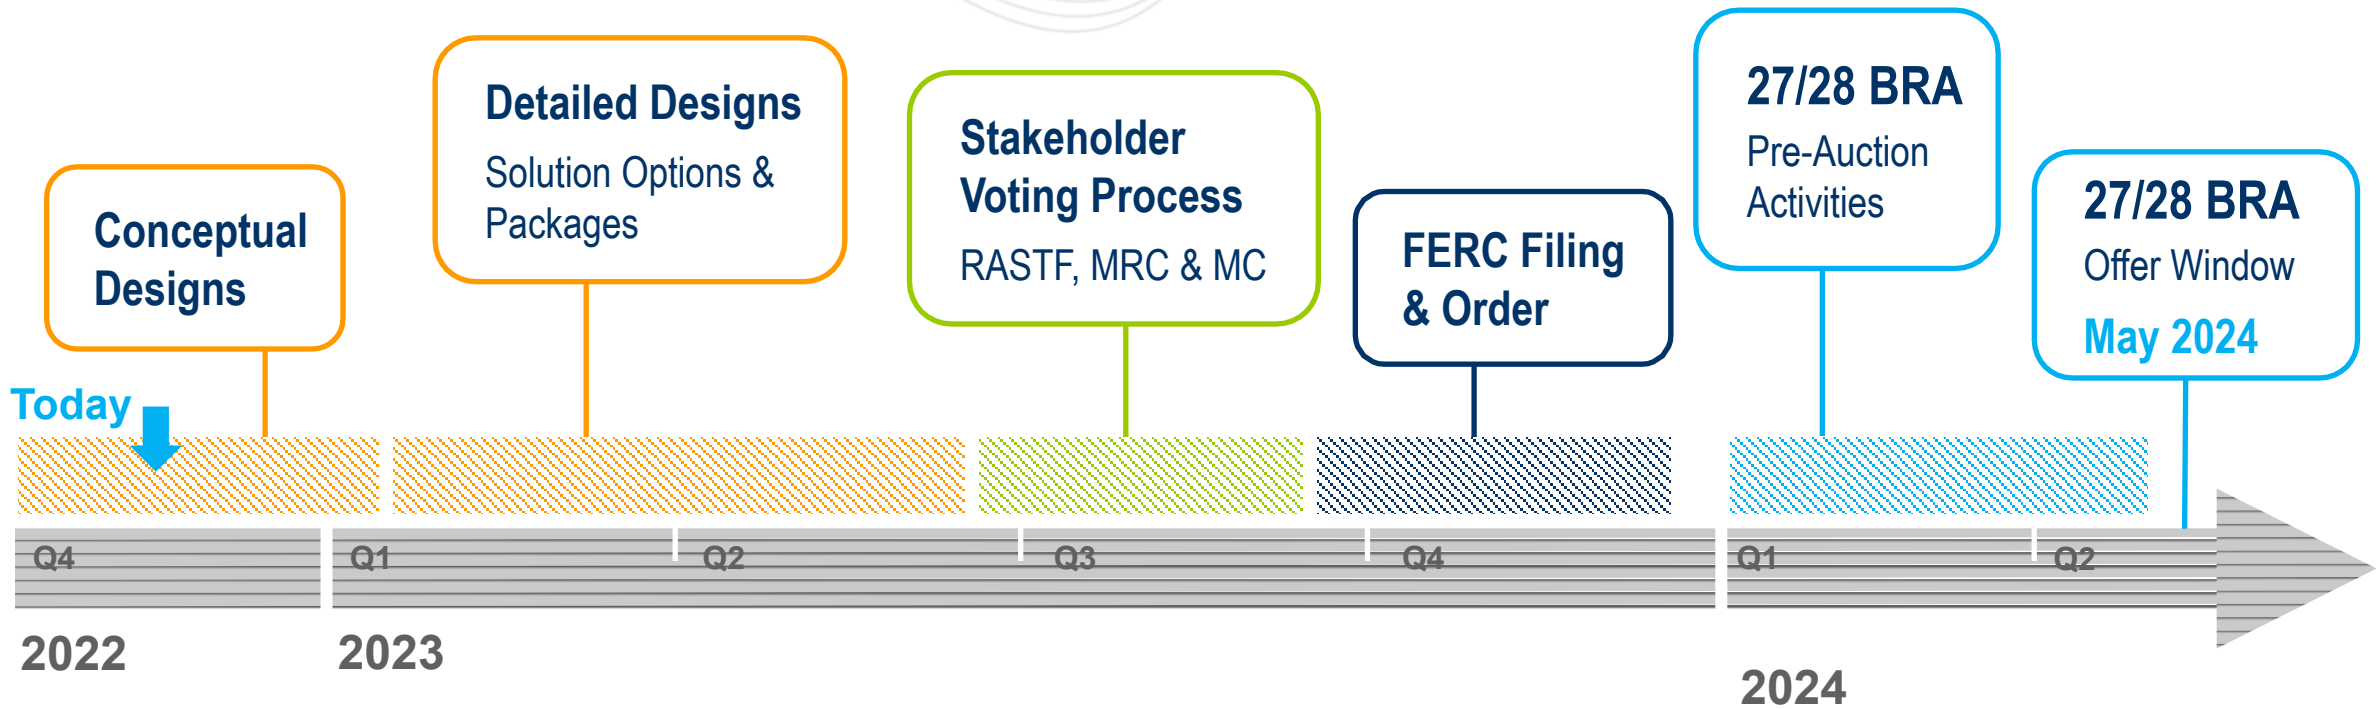 Conceptual
Designs
Detailed Designs
Solution Options &
Packages
Stakeholder
Voting Process
RASTF, MRC & MC
FERC Filing
& Order
27/28 BRA
Pre-Auction
Activities
27/28 BRA
Offer Window
May 2024
Today
Q4
Q1
Q2
Q3
Q4
Q1
Q2
2022
2023
2024